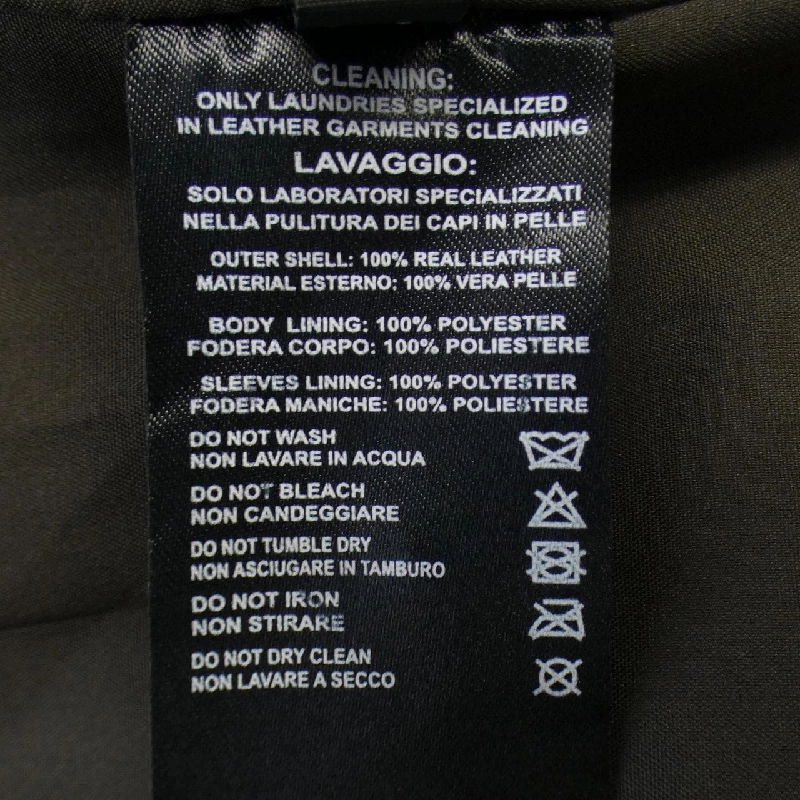 CLEANING:
ONLY LAUNDRIES SPECIALIZED
IN LEATHER GARMENTS CLEANING
LAVAGGIO:
SOLO LABORATORI SPECIALIZZATI
NELLA PULITURA DEI CAPI IN PELLE
OUTER SHELL: 100% REAL LEATHER
MATERIAL ESTERNO: 100% VERA PELLE
BODY LINING: 100% POLYESTER
FODERA CORPO: 100% POLIESTERE
SLEEVES LINING: 100% POLYESTER
FODERA MANICHE: 100% POLIESTERE
DO NOT WASH
NON LAVARE IN ACQUA
DO NOT BLEACH
NON CANDEGGIARE
DO NOT TUMBLE DRY
NON ASCIUGARE IN TAMBURO
DO NOT IRON
NON STIRARE
DO NOT DRY CLEAN
NON LAVARE A SECCO